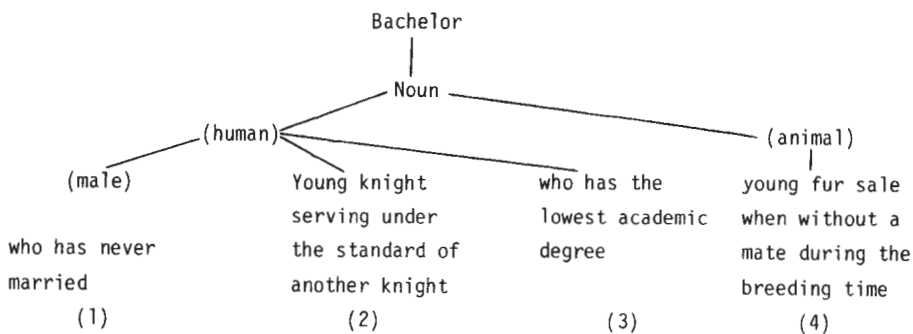 Bachelor
Noun
(human)
(animal)
(male)
who has never
married
(1)
Young knight
serving under
the standard of
another knight
(2)
who has the
lowest academic
degree
(3)
young fur sale
when without a
mate during the
breeding time
(4)